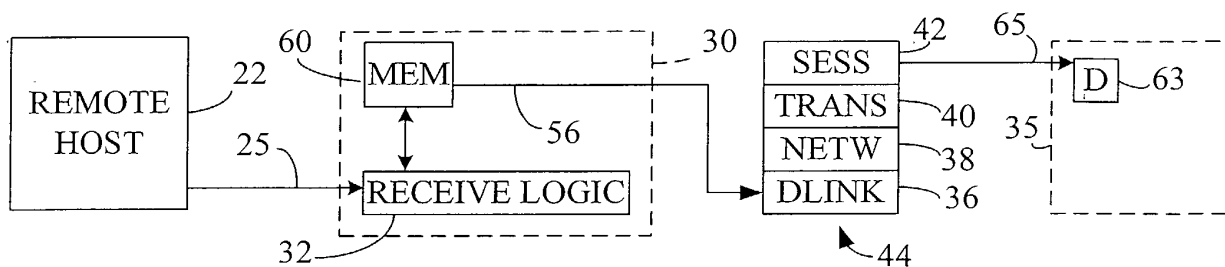 REMOTE
HOST
22
25
60
MEM
30
56
RECEIVE LOGIC
32
42
SESS
TRANS
40
NETW
38
DLINK
36
44
65
D
63
35